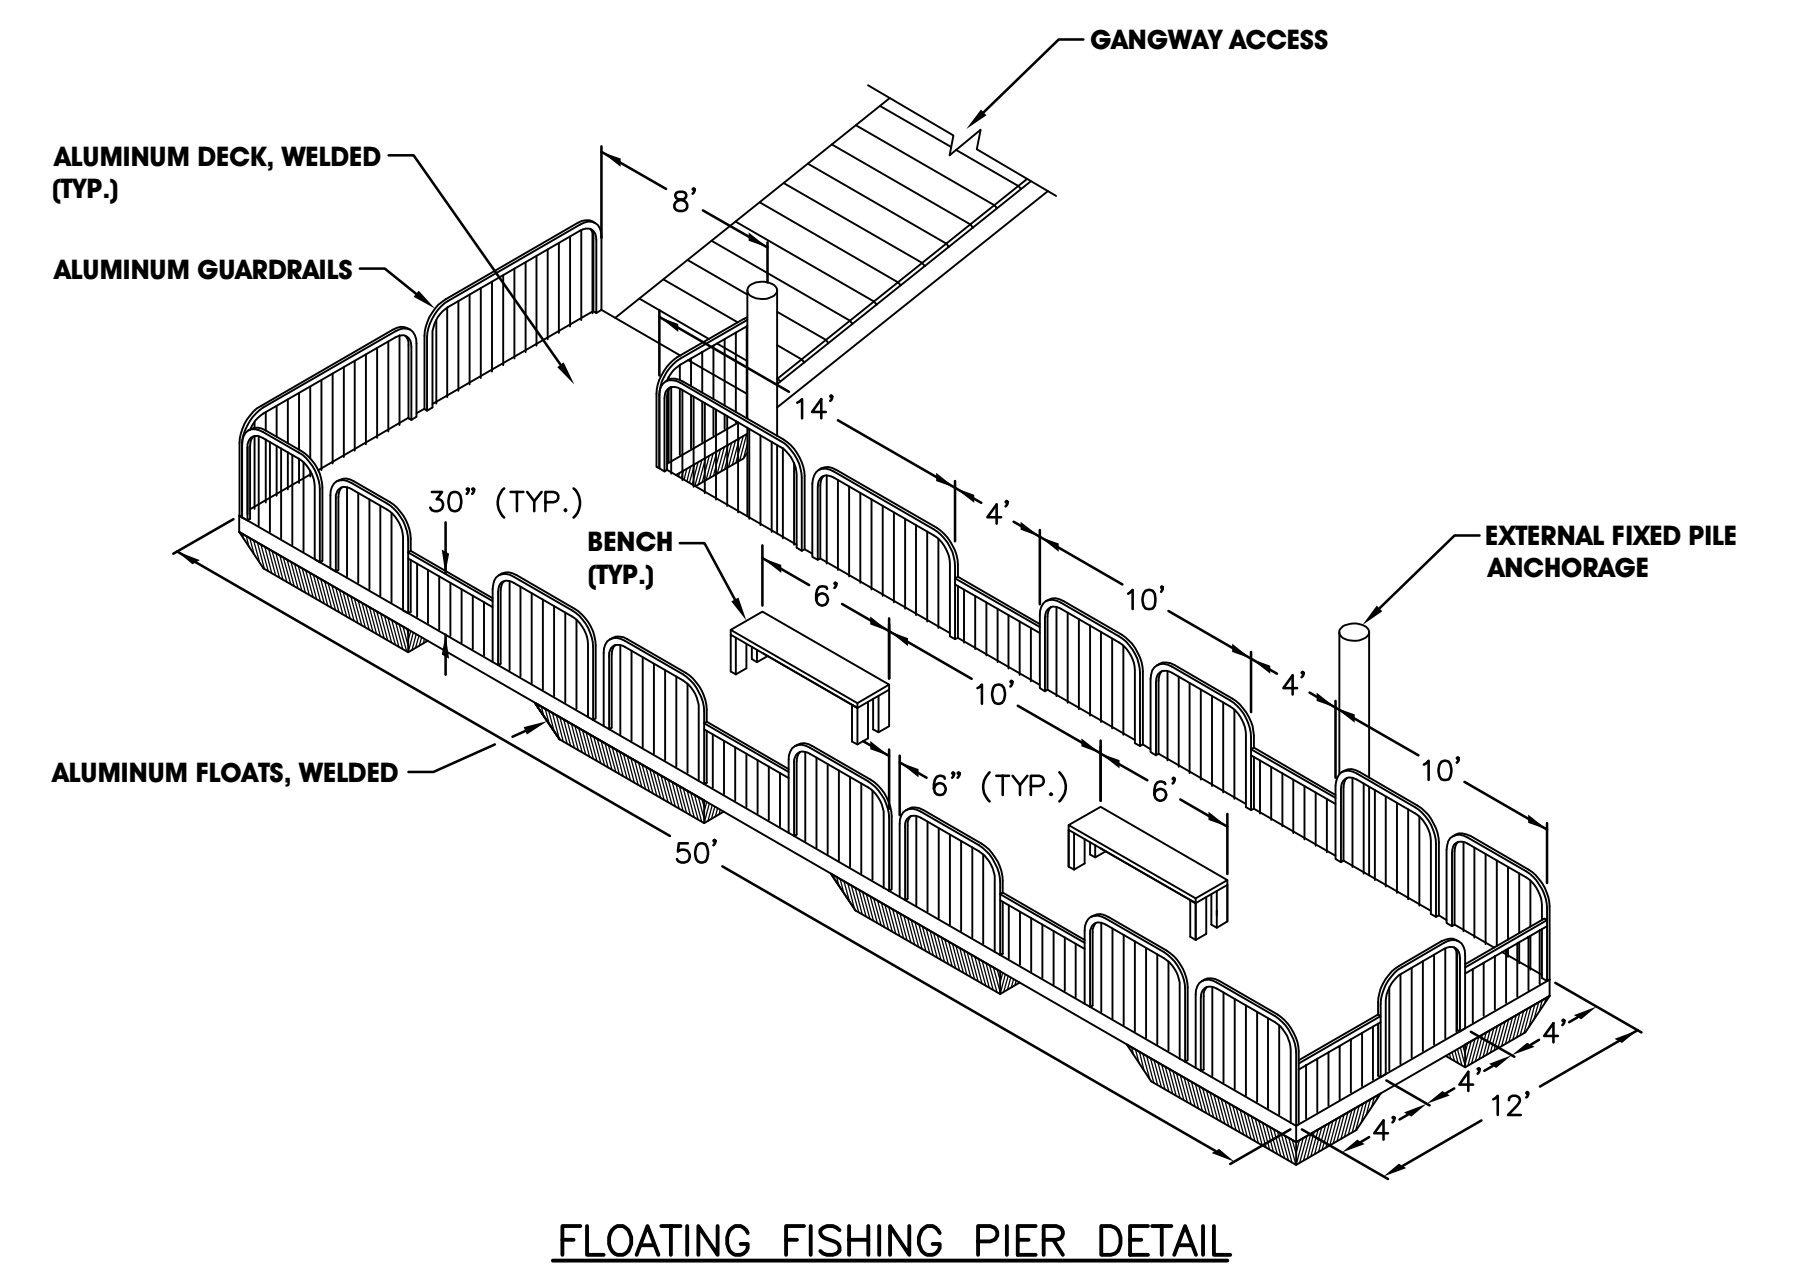 GANGWAY ACCESS
ALUMINUM DECK, WELDED
(TYP.)
8’
ALUMINUM GUARDRAILS
14’
30” (TYP.)
4’
BENCH
(TYP.)
EXTERNAL FIXED PILE
ANCHORAGE
6’
10’
10’
4’
ALUMINUM FLOATS, WELDED
6” (TYP.)
6’
10’
50’
4’
4’
4’
12’
FLOATING FISHING PIER DETAIL